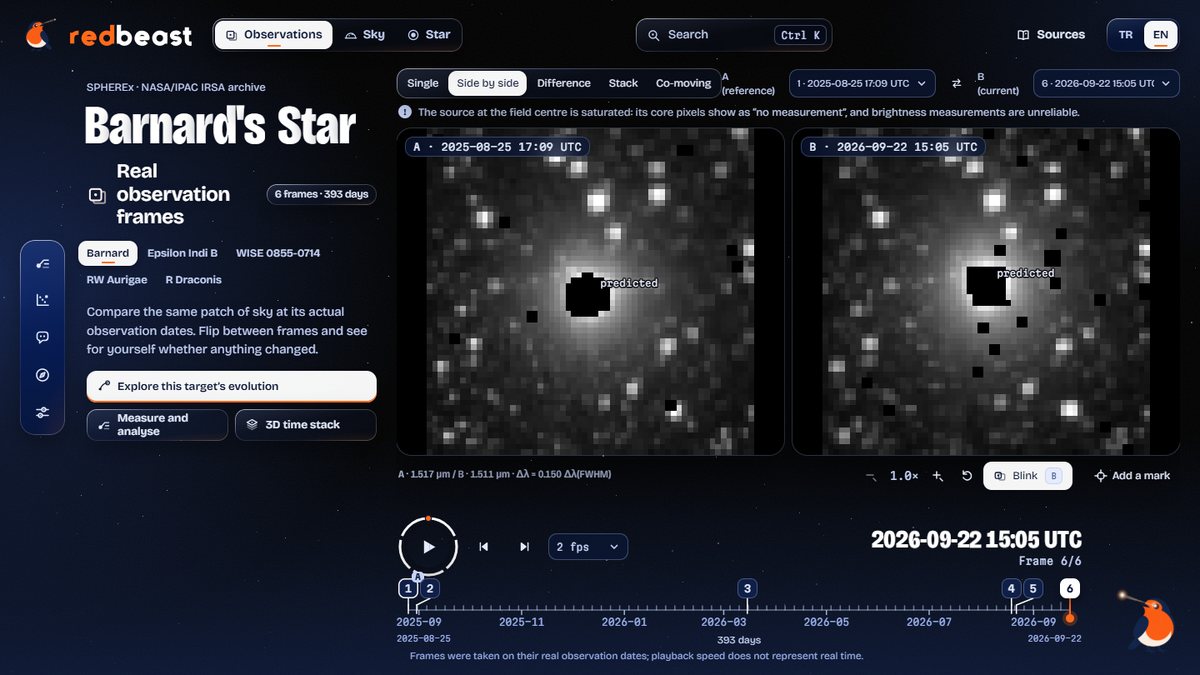 redbeast
Observations
Sky
Star
Search
Ctrl K
Sources
TR
EN
SPHEREx · NASA/IPAC IRSA archive
Barnard's Star
Real
observation
frames
6 frames · 393 days
Barnard
Epsilon Indi B
WISE 0855-0714
RW Aurigae
R Draconis
Compare the same patch of sky at its actual
observation dates. Flip between frames and see
for yourself whether anything changed.
Explore this target's evolution
Measure and
analyse
3D time stack
Single
Side by side
Difference
Stack
Co-moving
A
(reference)
1 · 2025-08-25 17:09 UTC
B
(current)
6 · 2026-09-22 15:05 UTC
The source at the field centre is saturated: its core pixels show as “no measurement”, and brightness measurements are unreliable.
A · 2025-08-25 17:09 UTC
predicted
B · 2026-09-22 15:05 UTC
predicted
A · 1.517 µm / B · 1.511 µm · Δλ = 0.150 Δλ(FWHM)
1.0×
Blink
B
Add a mark
2 fps
2026-09-22 15:05 UTC
Frame 6/6
A
1
2
3
4
5
6
2025-09
2025-11
2026-01
2026-03
2026-05
2026-07
2026-09
2025-08-25
393 days
2026-09-22
Frames were taken on their real observation dates; playback speed does not represent real time.